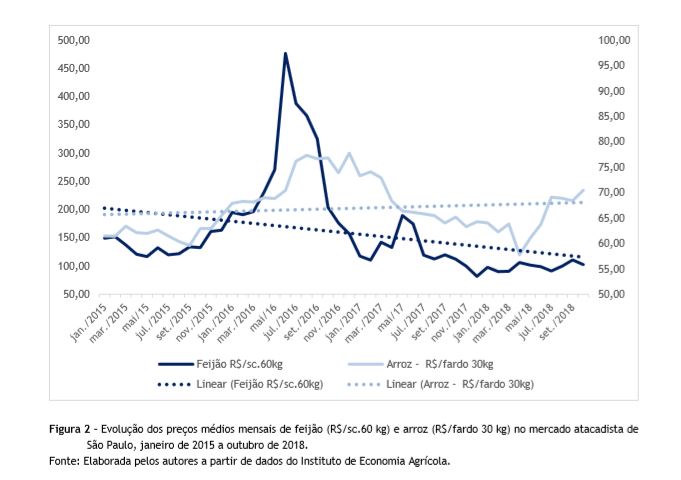 500,00
450,00
400,00
350,00
300,00
250,00
200,00
150,00
100,00
50,00
100,00
95,00
90,00
85,00
80,00
75,00
70,00
65,00
60,00
55,00
50,00
jan./2015
mar./2015
mai/15
jul./2015
set./2015
nov./2015
jan./2016
mar./2016
mai/16
jul./2016
set./2016
nov./2016
jan./2017
mar./2017
mai/17
jul./2017
set./2017
nov./2017
jan./2018
mar./2018
mai/18
jul./2018
set./2018
Feijão R$/sc.60kg
Arroz - R$/fardo 30kg
Linear (Feijão R$/sc.60kg)
Linear (Arroz - R$/fardo 30kg)
Figura 2 - Evolução dos preços médios mensais de feijão (R$/sc.60 kg) e arroz (R$/fardo 30 kg) no mercado atacadista de
São Paulo, janeiro de 2015 a outubro de 2018.
Fonte: Elaborada pelos autores a partir de dados do Instituto de Economia Agrícola.